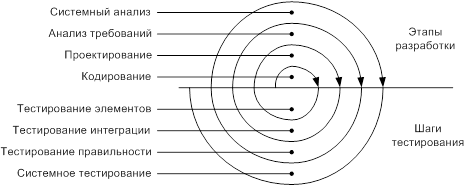 Системный анализ
Анализ требований
Проектирование
Кодирование
Этапы
разработки
Тестирование элементов
Тестирование интеграции
Тестирование правильности
Системное тестирование
Шаги
тестирования